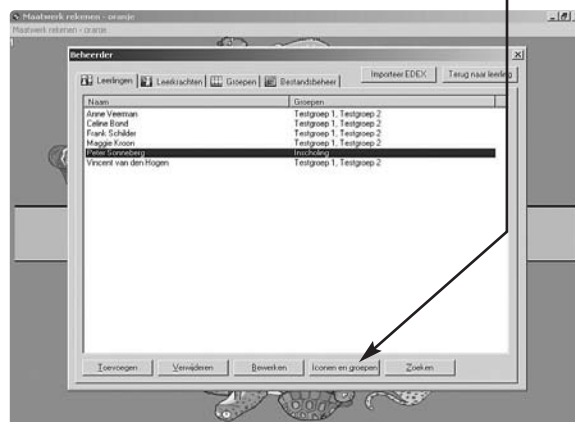 Maatwerk rekenen - oranje
Maatwerk rekenen - oranje
Beheerder
Leerlingen Leerkrachten Groepen Bestandsbeheer Importeer EDEX Terug naar leerling
Naam Groepen
Anne Veerman Testgroep 1, Testgroep 2
Celine Bond Testgroep 1, Testgroep 2
Frank Schilder Testgroep 1, Testgroep 2
Maggie Kroon Testgroep 1, Testgroep 2
Peter Sonneberg Inscholing
Vincent van den Hogen Testgroep 1, Testgroep 2
Toevoegen Verwijderen Bewerken Iconen en groepen Zoeken